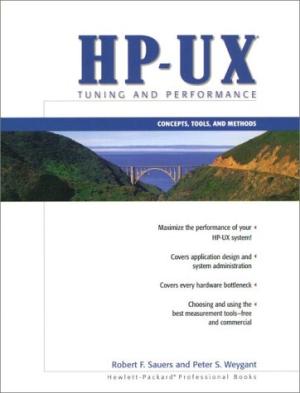 HP-UX®
TUNING AND PERFORMANCE
CONCEPTS, TOOLS, AND METHODS
Maximize the performance of your
HP-UX system!
Covers application design and
system administration
Covers every hardware bottleneck
Choosing and using the
best measurement tools–free
and commercial
Robert F. Sauers and Peter S. Weygant
Hewlett-Packard® Professional Books